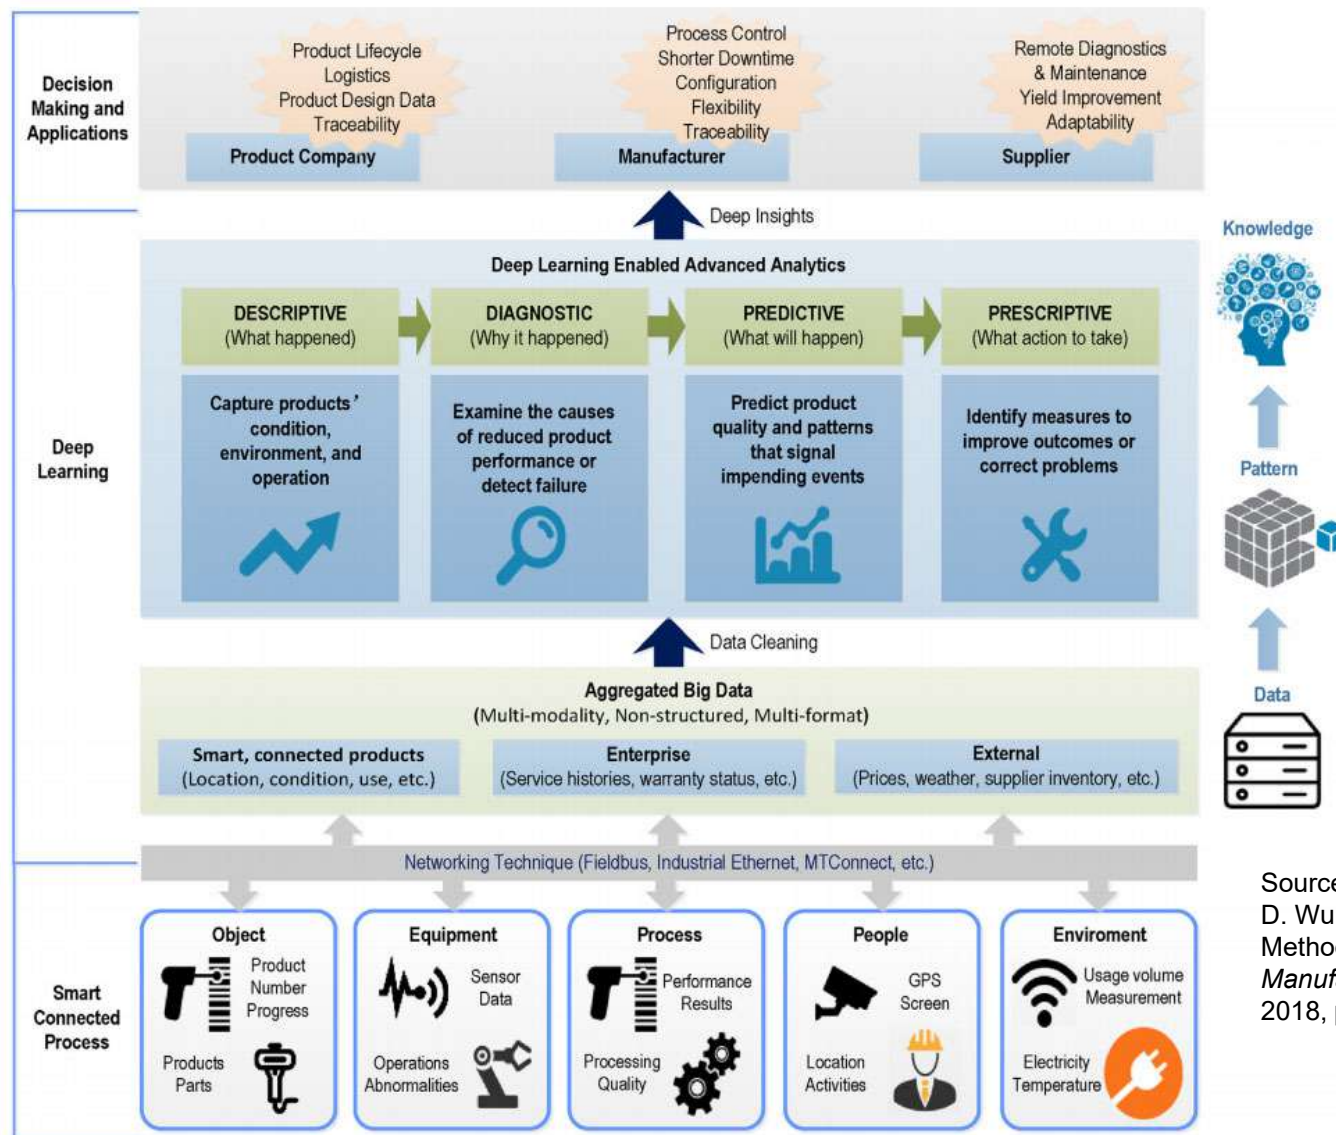 Decision
Making and
Applications
Product Lifecycle
Logistics
Product Design Data
Traceability
Product Company
Process Control
Shorter Downtime
Configuration
Flexibility
Traceability
Manufacturer
Remote Diagnostics
& Maintenance
Yield Improvement
Adaptability
Supplier
Deep Insights
Deep
Learning
Deep Learning Enabled Advanced Analytics
DESCRIPTIVE
(What happened)
DIAGNOSTIC
(Why it happened)
PREDICTIVE
(What will happen)
PRESCRIPTIVE
(What action to take)
Capture products’
condition,
environment, and
operation
Examine the causes
of reduced product
performance or
detect failure
Predict product
quality and patterns
that signal
impending events
Identify measures to
improve outcomes or
correct problems
Data Cleaning
Aggregated Big Data
(Multi-modality, Non-structured, Multi-format)
Smart, connected products
(Location, condition, use, etc.)
Enterprise
(Service histories, warranty status, etc.)
External
(Prices, weather, supplier inventory, etc.)
Networking Technique (Fieldbus, Industrial Ethernet, MTConnect, etc.)
Smart
Connected
Process
Object
Product
Number
Progress
Products
Parts
Equipment
Sensor
Data
Operations
Abnormalities
Process
Performance
Results
Processing
Quality
People
GPS
Screen
Location
Activities
Enviroment
Usage volume
Measurement
Electricity
Temperature
Knowledge
Pattern
Data
Source
D. Wu
Metho
Manufa
2018,